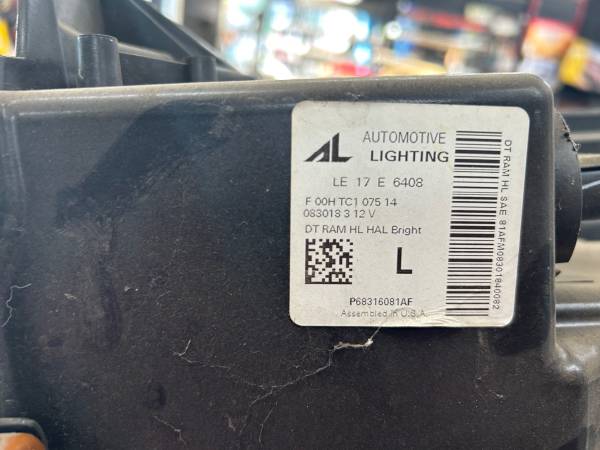 AL AUTOMOTIVE
LIGHTING
LE 17 E 6408
F 00H TC1 075 14
083018 3 12 V
DT RAM HL HAL Bright
L
P68316081AF
Assembled in U.S.A.
DT RAM HL SAE 81AFM08301840082